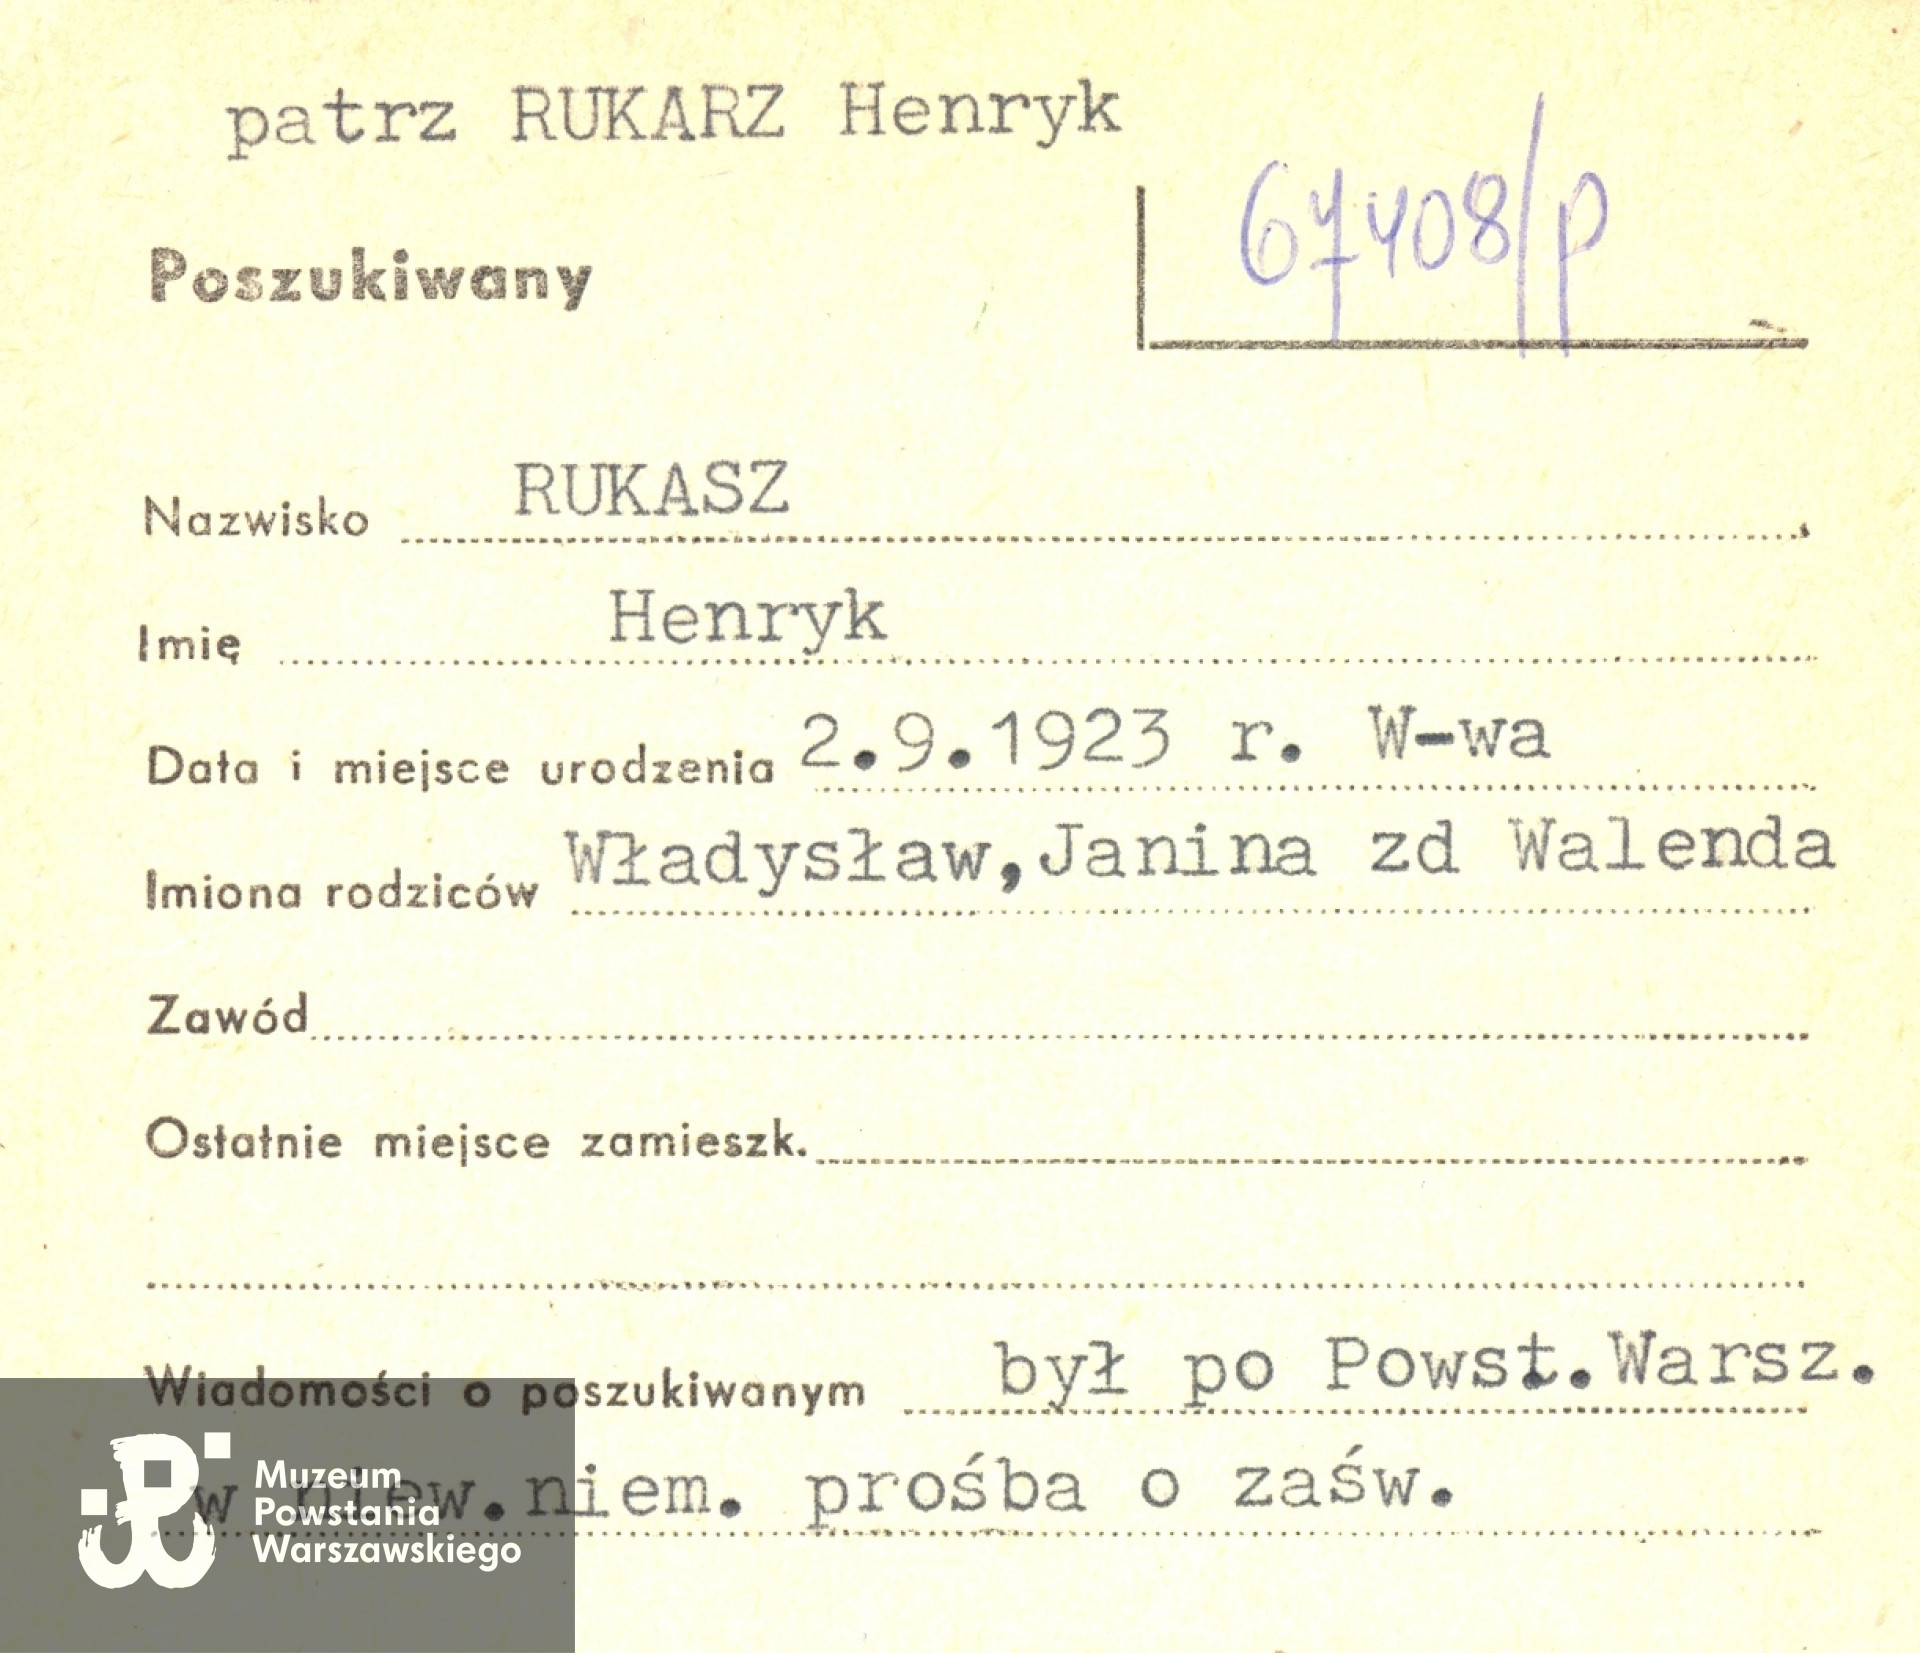 patrz RUKARZ Henryk
67408/P
Poszukiwany
Nazwisko RUKASZ
Imię Henryk
Data i miejsce urodzenia 2.9.1923 r. W-wa
Imiona rodziców Władysław,Janina zd Walenda
Zawód
Ostatnie miejsce zamieszk.
Wiadomości o poszukiwanym był po Powst.Warsz.
w niew.niem. prośba o zaśw.
Muzeum
Powstania
Warszawskiego